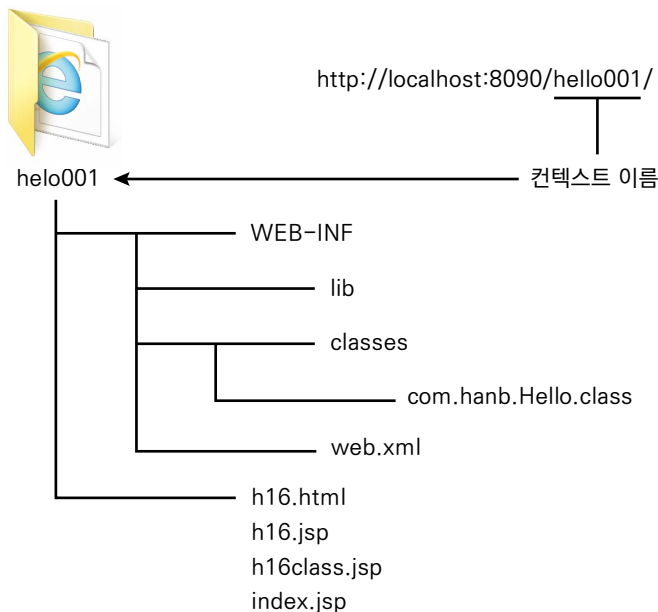 http://localhost:8090/hello001/
helo001
컨텍스트 이름
WEB-INF
lib
classes
com.hanb.Hello.class
web.xml
h16.html
h16.jsp
h16class.jsp
index.jsp